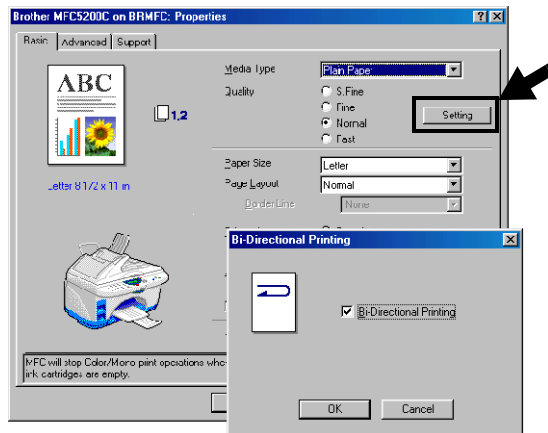 Brother MFC5200C on BRMFC: Properties
Basic Advanced Support
Media Type Plain Paper
Quality S.Fine
Fine
Normal
Fast
Setting
ABC
1,2
Letter 8 1/2 x 11 in
Paper Size Letter
Page Layout Normal
Border Line None
Bi-Directional Printing
Bi-Directional Printing
OK Cancel
MFC will stop Color/Mono print operations
ink cartridges are empty.